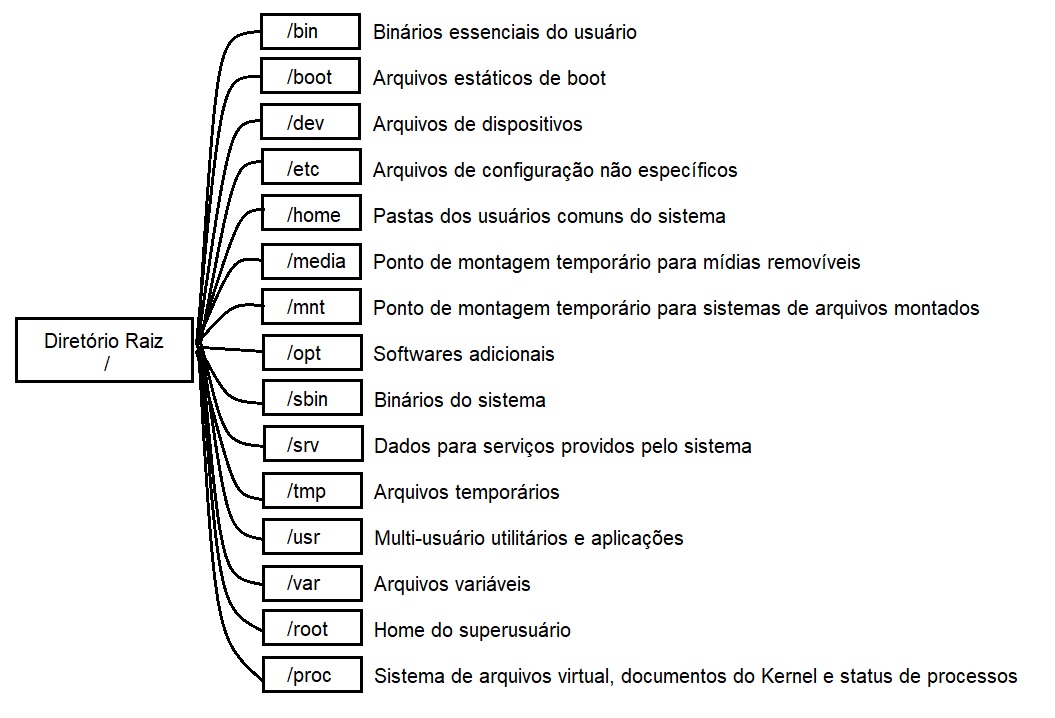 /bin Binários essenciais do usuário
/boot Arquivos estáticos de boot
/dev Arquivos de dispositivos
/etc Arquivos de configuração não específicos
/home Pastas dos usuários comuns do sistema
/media Ponto de montagem temporário para mídias removíveis
/mnt Ponto de montagem temporário para sistemas de arquivos montados
Diretório Raiz
/
/opt Softwares adicionais
/sbin Binários do sistema
/srv Dados para serviços providos pelo sistema
/tmp Arquivos temporários
/usr Multi-usuário utilitários e aplicações
/var Arquivos variáveis
/root Home do superusuário
/proc Sistema de arquivos virtual, documentos do Kernel e status de processos